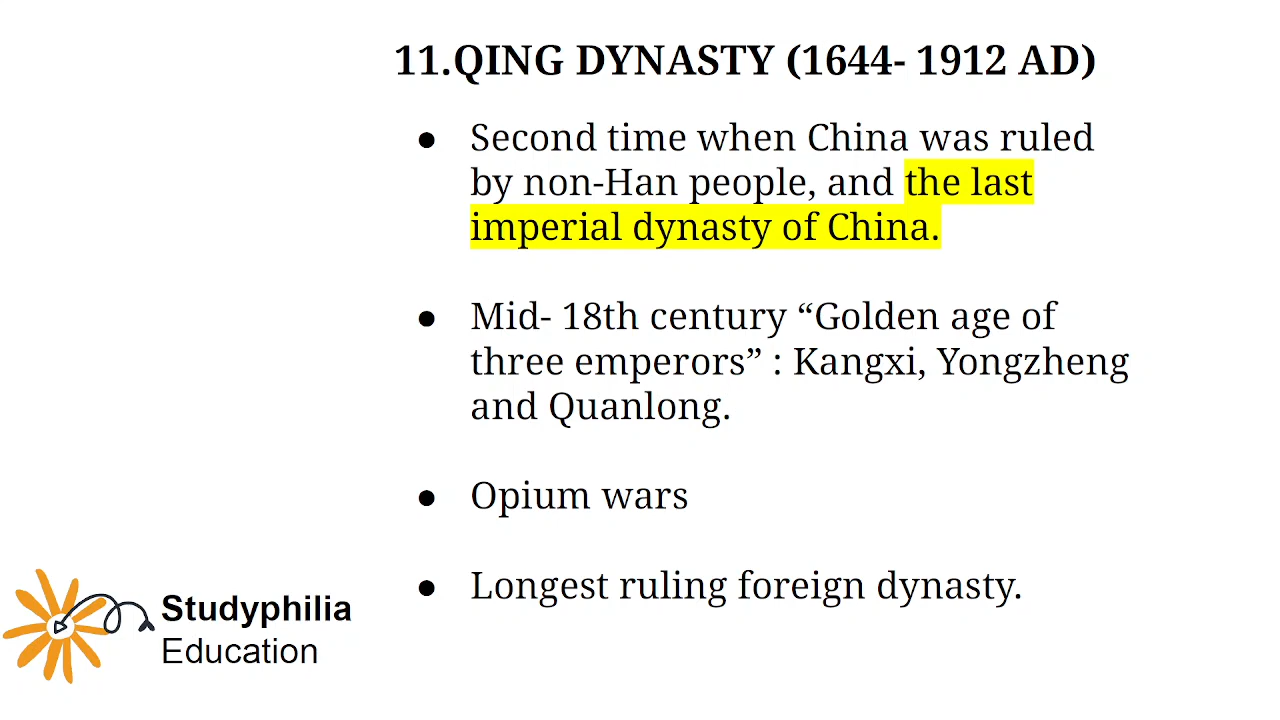 11.QING DYNASTY (1644- 1912 AD)
● Second time when China was ruled
by non-Han people, and the last
imperial dynasty of China.
● Mid- 18th century “Golden age of
three emperors” : Kangxi, Yongzheng
and Quanlong.
● Opium wars
● Longest ruling foreign dynasty.
Studyphilia
Education